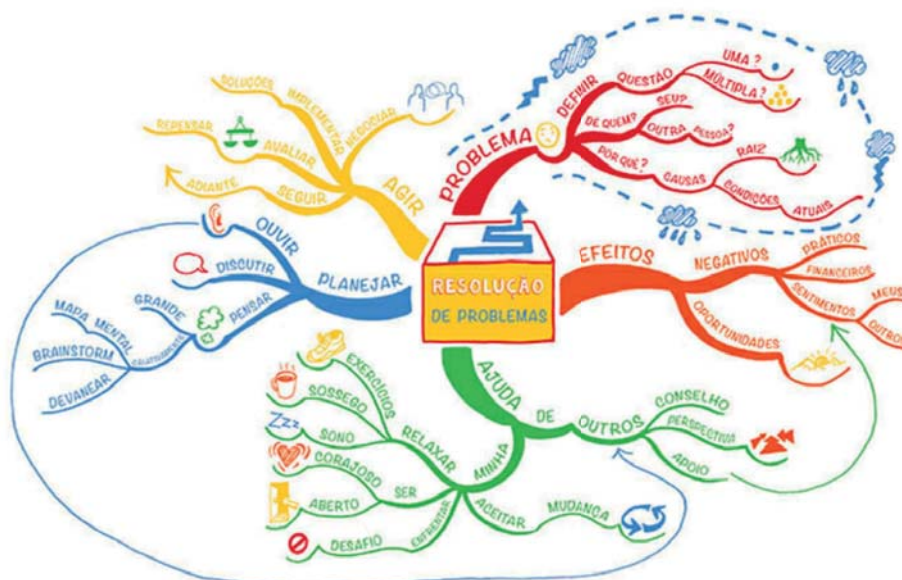 RESOLUÇÃO
DE PROBLEMAS
PROBLEMA
DEFINIR
QUESTÃO
UMA?
MÚLTIPLA?
DE QUEM?
SEU?
OUTRA PESSOA?
POR QUÊ?
CAUSAS
RAIZ
CONDIÇÕES ATUAIS
EFEITOS
NEGATIVOS
PRÁTICOS
FINANCEIROS
SENTIMENTOS
MEUS
OUTROS
OPORTUNIDADES
AJUDA
DE OUTROS
CONSELHO
PERSPECTIVA
APOIO
MINHA
ACEITAR
MUDANÇA
ENFRENTAR
DESAFIO
SER
ABERTO
CORAJOSO
RELAXAR
SONO
SOSSEGO
EXERCÍCIOS
PLANEJAR
OUVIR
DISCUTIR
PENSAR
GRANDE
CRIATIVAMENTE
MAPA MENTAL
BRAINSTORM
DEVANEAR
AGIR
NEGOCIAR
IMPLEMENTAR
SOLUÇÕES
AVALIAR
REPENSAR
SEGUIR
ADIANTE
ZZZ